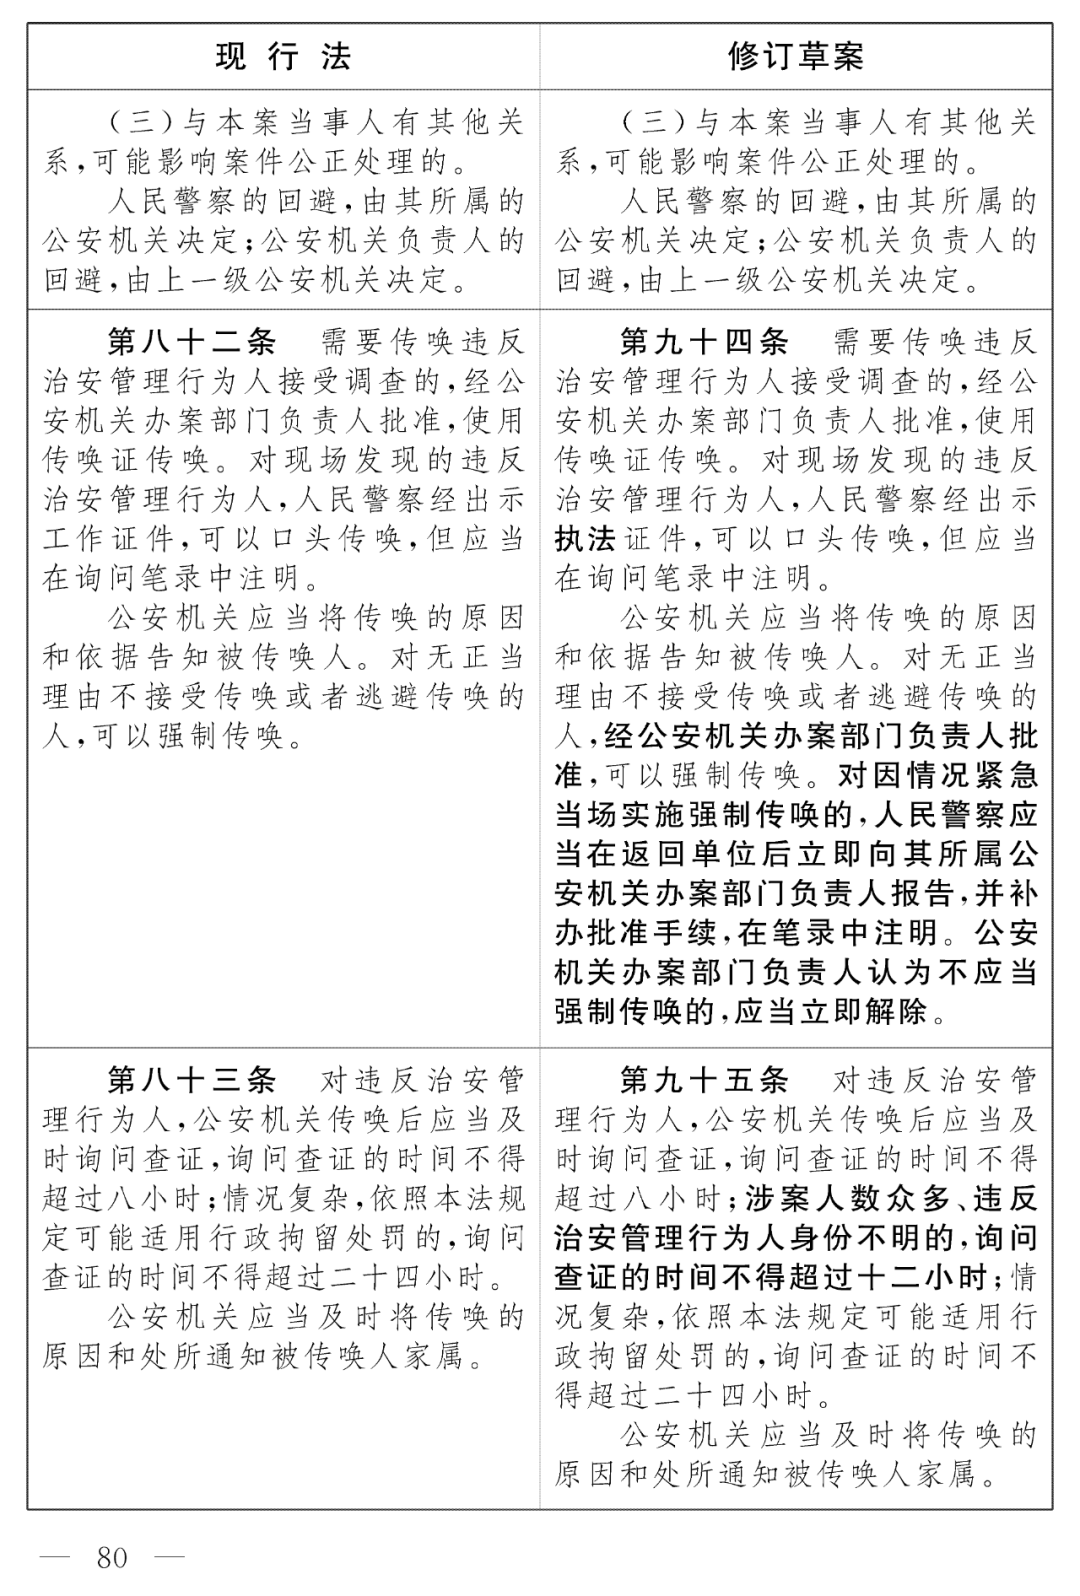 现行法
修订草案
（三）与本案当事人有其他关
系，可能影响案件公正处理的。
人民警察的回避，由其所属的
公安机关决定；公安机关负责人的
回避，由上一级公安机关决定。
（三）与本案当事人有其他关
系，可能影响案件公正处理的。
人民警察的回避，由其所属的
公安机关决定；公安机关负责人的
回避，由上一级公安机关决定。
第八十二条　需要传唤违反
治安管理行为人接受调查的，经公
安机关办案部门负责人批准，使用
传唤证传唤。对现场发现的违反
治安管理行为人，人民警察经出示
工作证件，可以口头传唤，但应当
在询问笔录中注明。
公安机关应当将传唤的原因
和依据告知被传唤人。对无正当
理由不接受传唤或者逃避传唤的
人，可以强制传唤。
第九十四条　需要传唤违反
治安管理行为人接受调查的，经公
安机关办案部门负责人批准，使用
传唤证传唤。对现场发现的违反
治安管理行为人，人民警察经出示
执法证件，可以口头传唤，但应当
在询问笔录中注明。
公安机关应当将传唤的原因
和依据告知被传唤人。对无正当
理由不接受传唤或者逃避传唤的
人，经公安机关办案部门负责人批
准，可以强制传唤。对因情况紧急
当场实施强制传唤的，人民警察应
当在返回单位后立即向其所属公
安机关办案部门负责人报告，并补
办批准手续，在笔录中注明。公安
机关办案部门负责人认为不应当
强制传唤的，应当立即解除。
第八十三条　对违反治安管
理行为人，公安机关传唤后应当及
时询问查证，询问查证的时间不得
超过八小时；情况复杂，依照本法规
定可能适用行政拘留处罚的，询问
查证的时间不得超过二十四小时。
公安机关应当及时将传唤的
原因和处所通知被传唤人家属。
第九十五条　对违反治安管
理行为人，公安机关传唤后应当及
时询问查证，询问查证的时间不得
超过八小时；涉案人数众多、违反
治安管理行为人身份不明的，询问
查证的时间不得超过十二小时；情
况复杂，依照本法规定可能适用行
政拘留处罚的，询问查证的时间不
得超过二十四小时。
公安机关应当及时将传唤的
原因和处所通知被传唤人家属。
— 80 —